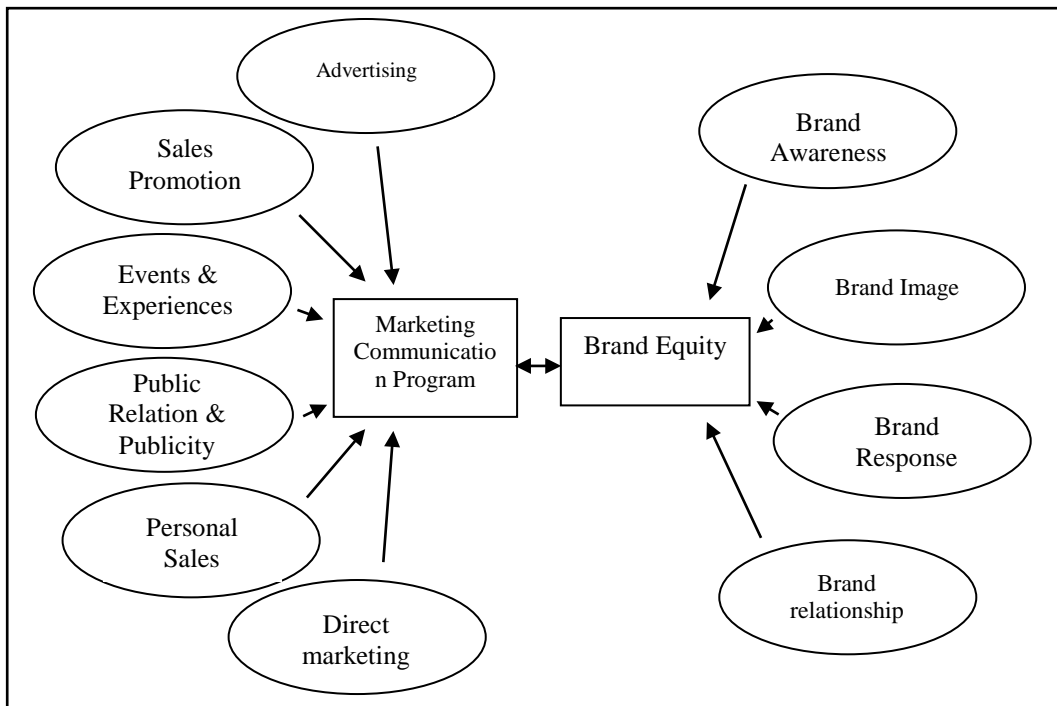 Advertising
Sales
Promotion
Events &
Experiences
Public
Relation &
Publicity
Personal
Sales
Direct
marketing
Marketing
Communicatio
n Program
Brand Equity
Brand
Awareness
Brand Image
Brand
Response
Brand
relationship